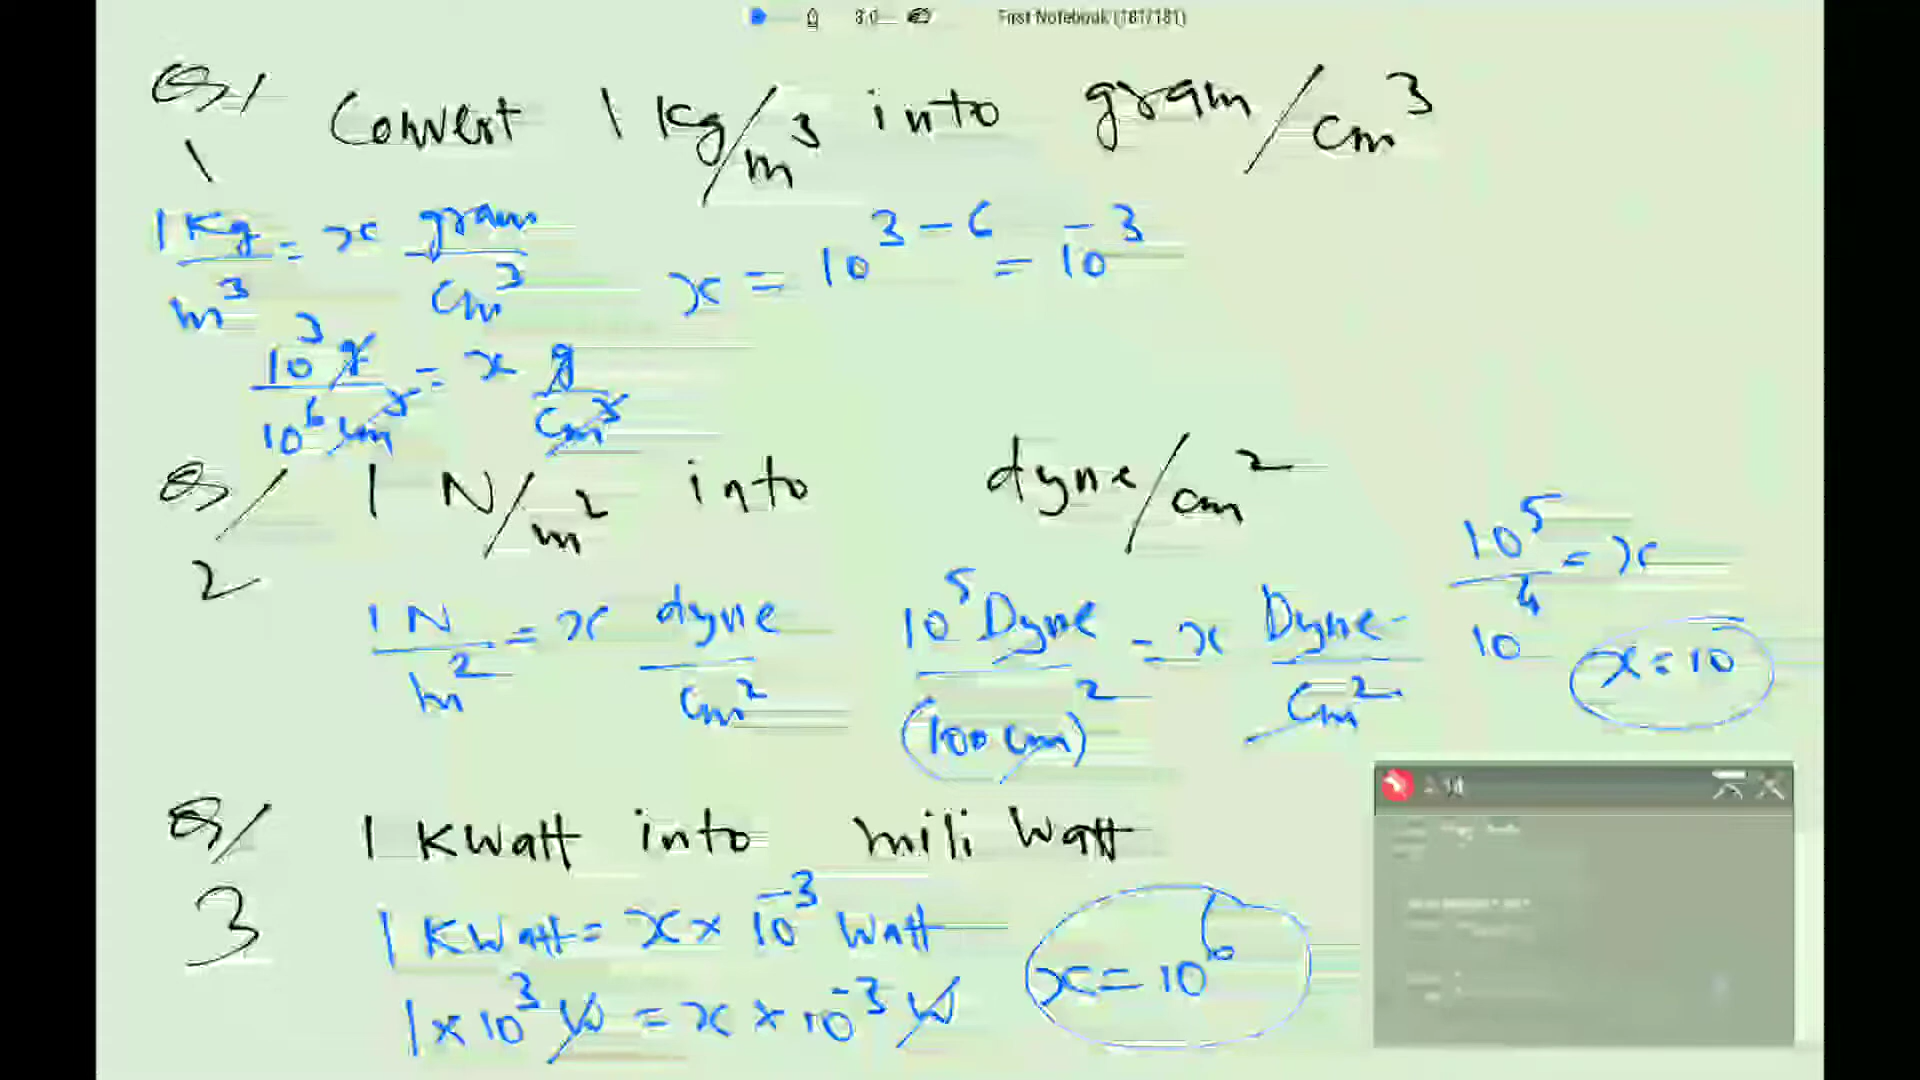 First Notebook (181/181)
Q/1 Convert 1 Kg/m³ into gram/cm³
1 Kg/m³ = x gram/cm³
x = 10³⁻⁶ = 10⁻³
10³ g/10⁶ cm³ = x g/cm³
Q/2 1 N/m² into dyne/cm²
1 N/m² = x dyne/cm²
10⁵ Dyne/(100 cm)² = x Dyne/cm²
10⁵/10⁴ = x
x = 10
Q/3 1 KWatt into mili Watt
1 KWatt = x × 10⁻³ Watt
1 × 10³ W = x × 10⁻³ W
x = 10⁶